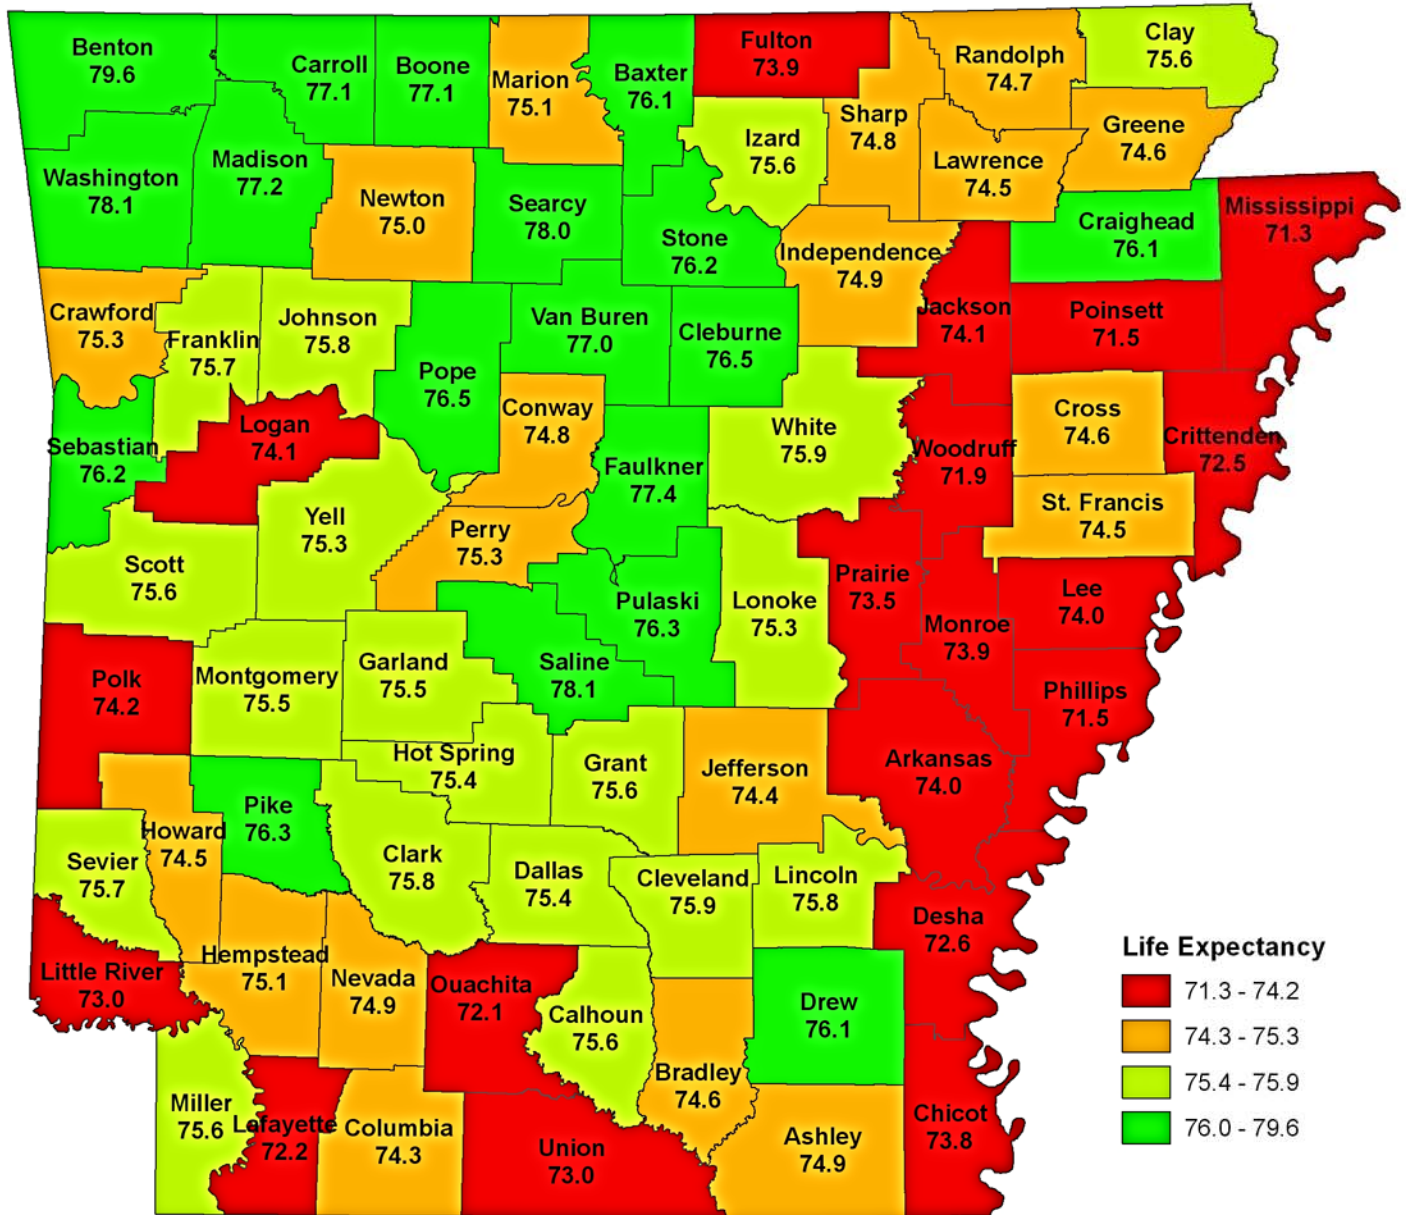 Benton
79.6
Carroll
77.1
Boone
77.1
Marion
75.1
Baxter
76.1
Fulton
73.9
Randolph
74.7
Clay
75.6
Washington
78.1
Madison
77.2
Newton
75.0
Searcy
78.0
Stone
76.2
Izard
75.6
Sharp
74.8
Lawrence
74.5
Greene
74.6
Craighead
76.1
Mississippi
71.3
Independence
74.9
Crawford
75.3
Franklin
75.7
Johnson
75.8
Pope
76.5
Van Buren
77.0
Cleburne
76.5
Jackson
74.1
Poinsett
71.5
Sebastian
76.2
Logan
74.1
Conway
74.8
Faulkner
77.4
White
75.9
Woodruff
71.9
Cross
74.6
Crittenden
72.5
St. Francis
74.5
Scott
75.6
Yell
75.3
Perry
75.3
Pulaski
76.3
Lonoke
75.3
Prairie
73.5
Monroe
73.9
Lee
74.0
Polk
74.2
Montgomery
75.5
Garland
75.5
Saline
78.1
Phillips
71.5
Hot Spring
75.4
Grant
75.6
Jefferson
74.4
Arkansas
74.0
Howard
74.5
Pike
76.3
Sevier
75.7
Clark
75.8
Dallas
75.4
Cleveland
75.9
Lincoln
75.8
Desha
72.6
Little River
73.0
Hempstead
75.1
Nevada
74.9
Ouachita
72.1
Calhoun
75.6
Drew
76.1
Bradley
74.6
Miller
75.6
Lafayette
72.2
Columbia
74.3
Union
73.0
Ashley
74.9
Chicot
73.8
Life Expectancy
71.3 - 74.2
74.3 - 75.3
75.4 - 75.9
76.0 - 79.6